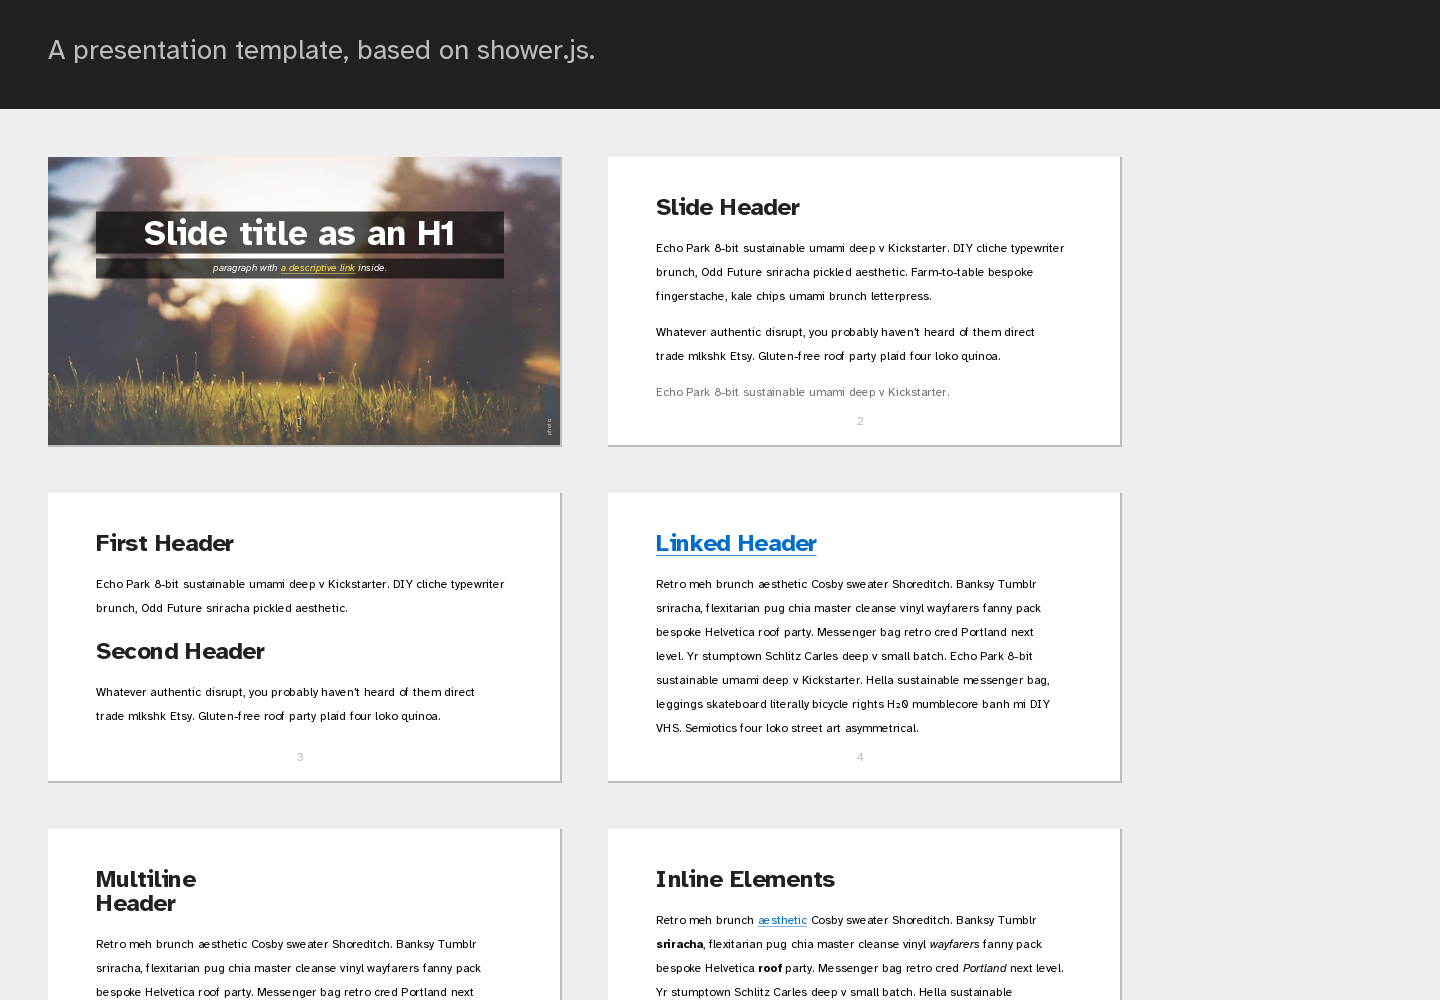 A presentation template, based on shower.js.
Slide title as an H1
paragraph with a descriptive link inside.
photo
1
Slide Header
Echo Park 8-bit sustainable umami deep v Kickstarter. DIY cliche typewriter
brunch, Odd Future sriracha pickled aesthetic. Farm-to-table bespoke
fingerstache, kale chips umami brunch letterpress.
Whatever authentic disrupt, you probably haven't heard of them direct
trade mlkshk Etsy. Gluten-free roof party plaid four loko quinoa.
Echo Park 8-bit sustainable umami deep v Kickstarter.
2
First Header
Echo Park 8-bit sustainable umami deep v Kickstarter. DIY cliche typewriter
brunch, Odd Future sriracha pickled aesthetic.
Second Header
Whatever authentic disrupt, you probably haven't heard of them direct
trade mlkshk Etsy. Gluten-free roof party plaid four loko quinoa.
3
Linked Header
Retro meh brunch aesthetic Cosby sweater Shoreditch. Banksy Tumblr
sriracha, flexitarian pug chia master cleanse vinyl wayfarers fanny pack
bespoke Helvetica roof party. Messenger bag retro cred Portland next
level. Yr stumptown Schlitz Carles deep v small batch. Echo Park 8-bit
sustainable umami deep v Kickstarter. Hella sustainable messenger bag,
leggings skateboard literally bicycle rights H₂0 mumblecore banh mi DIY
VHS. Semiotics four loko street art asymmetrical.
4
Multiline
Header
Retro meh brunch aesthetic Cosby sweater Shoreditch. Banksy Tumblr
sriracha, flexitarian pug chia master cleanse vinyl wayfarers fanny pack
bespoke Helvetica roof party. Messenger bag retro cred Portland next
Inline Elements
Retro meh brunch aesthetic Cosby sweater Shoreditch. Banksy Tumblr
sriracha, flexitarian pug chia master cleanse vinyl wayfarers fanny pack
bespoke Helvetica roof party. Messenger bag retro cred Portland next level.
Yr stumptown Schlitz Carles deep v small batch. Hella sustainable